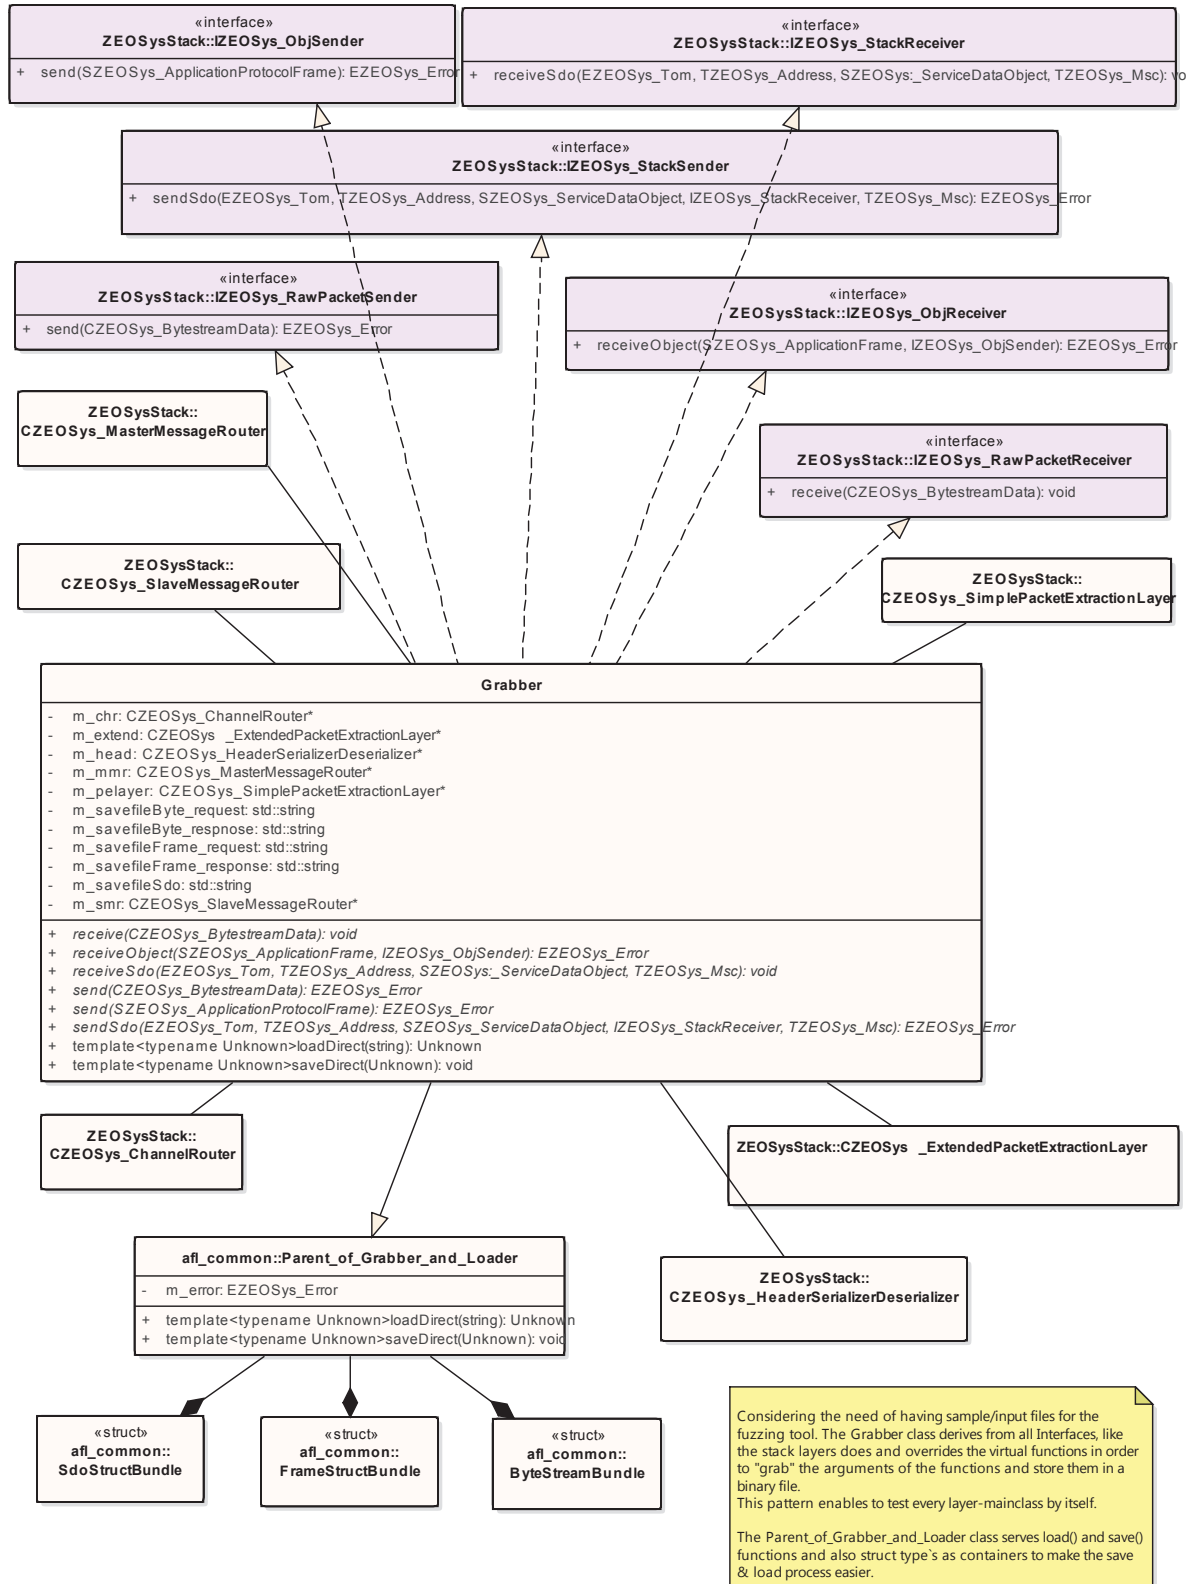 «interface»
ZEOSysStack::IZEOSys_ObjSender
+ send(SZEOSys_ApplicationProtocolFrame): EZEOSys_Error
«interface»
ZEOSysStack::IZEOSys_StackReceiver
+ receiveSdo(EZEOSys_Tom, TZEOSys_Address, SZEOSys:_ServiceDataObject, TZEOSys_Msc): vo
«interface»
ZEOSysStack::IZEOSys_StackSender
+ sendSdo(EZEOSys_Tom, TZEOSys_Address, SZEOSys_ServiceDataObject, IZEOSys_StackReceiver, TZEOSys_Msc): EZEOSys_Error
«interface»
ZEOSysStack::IZEOSys_RawPacketSender
+ send(CZEOSys_BytestreamData): EZEOSys_Error
«interface»
ZEOSysStack::IZEOSys_ObjReceiver
+ receiveObject(SZEOSys_ApplicationFrame, IZEOSys_ObjSender): EZEOSys_Error
ZEOSysStack::
CZEOSys_MasterMessageRouter
«interface»
ZEOSysStack::IZEOSys_RawPacketReceiver
+ receive(CZEOSys_BytestreamData): void
ZEOSysStack::
CZEOSys_SlaveMessageRouter
ZEOSysStack::
CZEOSys_SimplePacketExtractionLayer
Grabber
- m_chr: CZEOSys_ChannelRouter*
- m_extend: CZEOSys _ExtendedPacketExtractionLayer*
- m_head: CZEOSys_HeaderSerializerDeserializer*
- m_mmr: CZEOSys_MasterMessageRouter*
- m_pelayer: CZEOSys_SimplePacketExtractionLayer*
- m_savefileByte_request: std::string
- m_savefileByte_respnose: std::string
- m_savefileFrame_request: std::string
- m_savefileFrame_response: std::string
- m_savefileSdo: std::string
- m_smr: CZEOSys_SlaveMessageRouter*
+ receive(CZEOSys_BytestreamData): void
+ receiveObject(SZEOSys_ApplicationFrame, IZEOSys_ObjSender): EZEOSys_Error
+ receiveSdo(EZEOSys_Tom, TZEOSys_Address, SZEOSys:_ServiceDataObject, TZEOSys_Msc): void
+ send(CZEOSys_BytestreamData): EZEOSys_Error
+ send(SZEOSys_ApplicationProtocolFrame): EZEOSys_Error
+ sendSdo(EZEOSys_Tom, TZEOSys_Address, SZEOSys_ServiceDataObject, IZEOSys_StackReceiver, TZEOSys_Msc): EZEOSys_Error
+ template<typename Unknown>loadDirect(string): Unknown
+ template<typename Unknown>saveDirect(Unknown): void
ZEOSysStack::
CZEOSys_ChannelRouter
ZEOSysStack::CZEOSys _ExtendedPacketExtractionLayer
afl_common::Parent_of_Grabber_and_Loader
- m_error: EZEOSys_Error
+ template<typename Unknown>loadDirect(string): Unknown
+ template<typename Unknown>saveDirect(Unknown): void
ZEOSysStack::
CZEOSys_HeaderSerializerDeserializer
«struct»
afl_common::
SdoStructBundle
«struct»
afl_common::
FrameStructBundle
«struct»
afl_common::
ByteStreamBundle
Considering the need of having sample/input files for the
fuzzing tool. The Grabber class derives from all Interfaces, like
the stack layers does and overrides the virtual functions in order
to "grab" the arguments of the functions and store them in a
binary file.
This pattern enables to test every layer-mainclass by itself.
The Parent_of_Grabber_and_Loader class serves load() and save()
functions and also struct type`s as containers to make the save
& load process easier.